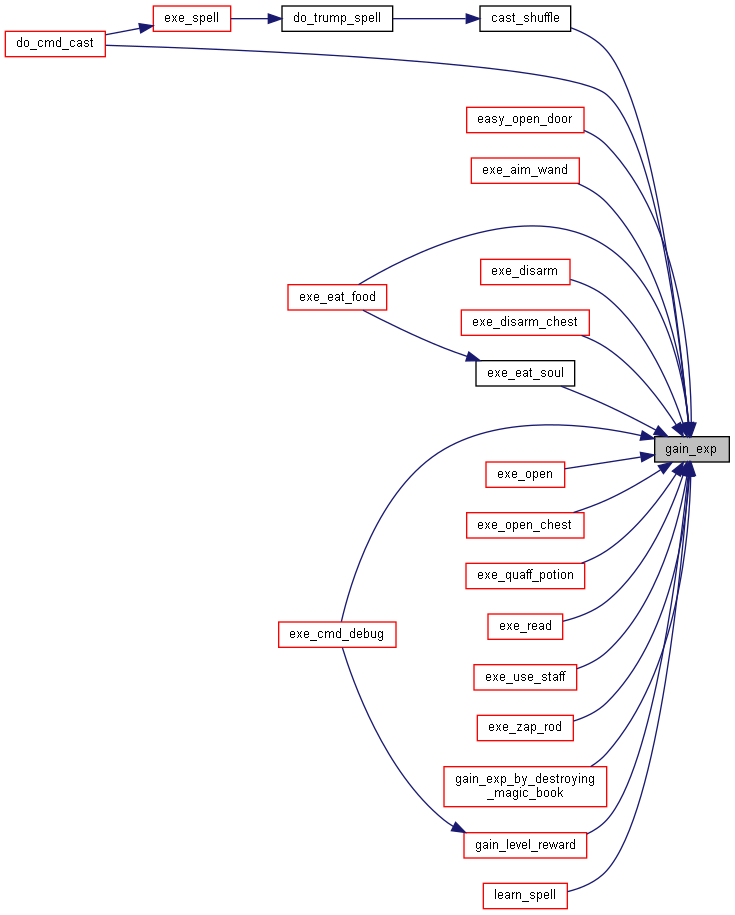 exe_spell
do_trump_spell
cast_shuffle
do_cmd_cast
easy_open_door
exe_aim_wand
exe_disarm
exe_eat_food
exe_disarm_chest
exe_eat_soul
gain_exp
exe_open
exe_open_chest
exe_quaff_potion
exe_read
exe_cmd_debug
exe_use_staff
exe_zap_rod
gain_exp_by_destroying
_magic_book
gain_level_reward
learn_spell